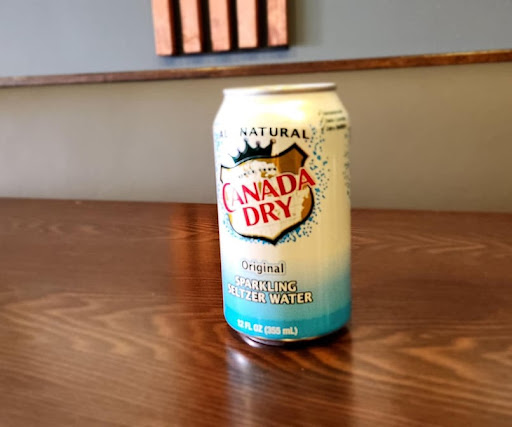 NATURAL
CANADA
DRY
Original
SPARKLING
SELTZER WATER
12 FL OZ (355 mL)